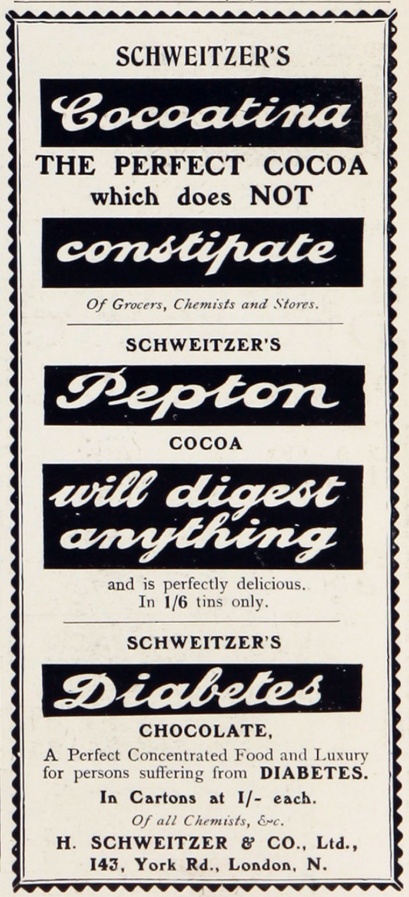 SCHWEITZER'S
Cocoatina
THE PERFECT COCOA
which does NOT
constipate
Of Grocers, Chemists and Stores.
SCHWEITZER'S
Pepton
COCOA
will digest
anything
and is perfectly delicious.
In 1/6 tins only.
SCHWEITZER'S
Diabetes
CHOCOLATE,
A Perfect Concentrated Food and Luxury
for persons suffering from DIABETES.
In Cartons at 1/- each.
Of all Chemists, &c.
H. SCHWEITZER & CO., Ltd.,
143, York Rd., London, N.